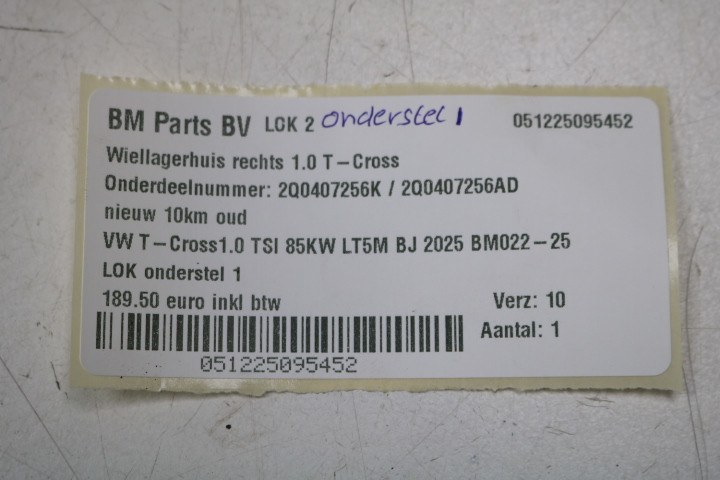 BM Parts BV LOK 2 onderstel 1 051225095452
Wiellagerhuis rechts 1.0 T-Cross
Onderdeelnummer: 2Q0407256K / 2Q0407256AD
nieuw 10km oud
VW T-Cross1.0 TSI 85KW LT5M BJ 2025 BM022-25
LOK onderstel 1
189.50 euro inkl btw Verz: 10
Aantal: 1
051225095452